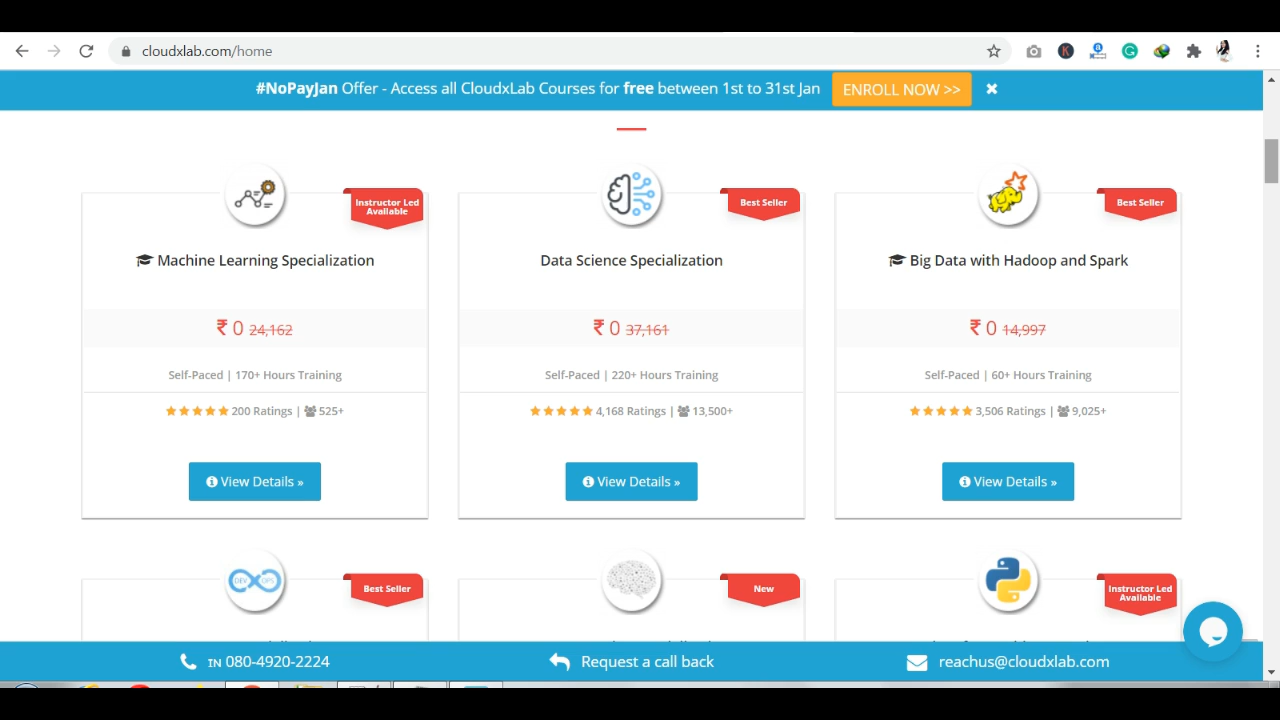 cloudxlab.com/home
#NoPayJan Offer - Access all CloudxLab Courses for free between 1st to 31st Jan
ENROLL NOW >>
Instructor Led
Available
Machine Learning Specialization
₹ 0 24,162
Self-Paced | 170+ Hours Training
200 Ratings | 525+
View Details »
Best Seller
Data Science Specialization
₹ 0 37,161
Self-Paced | 220+ Hours Training
4,168 Ratings | 13,500+
View Details »
Best Seller
Big Data with Hadoop and Spark
₹ 0 14,997
Self-Paced | 60+ Hours Training
3,506 Ratings | 9,025+
View Details »
DEV OPS
Best Seller
New
Instructor Led
Available
IN 080-4920-2224
Request a call back
reachus@cloudxlab.com